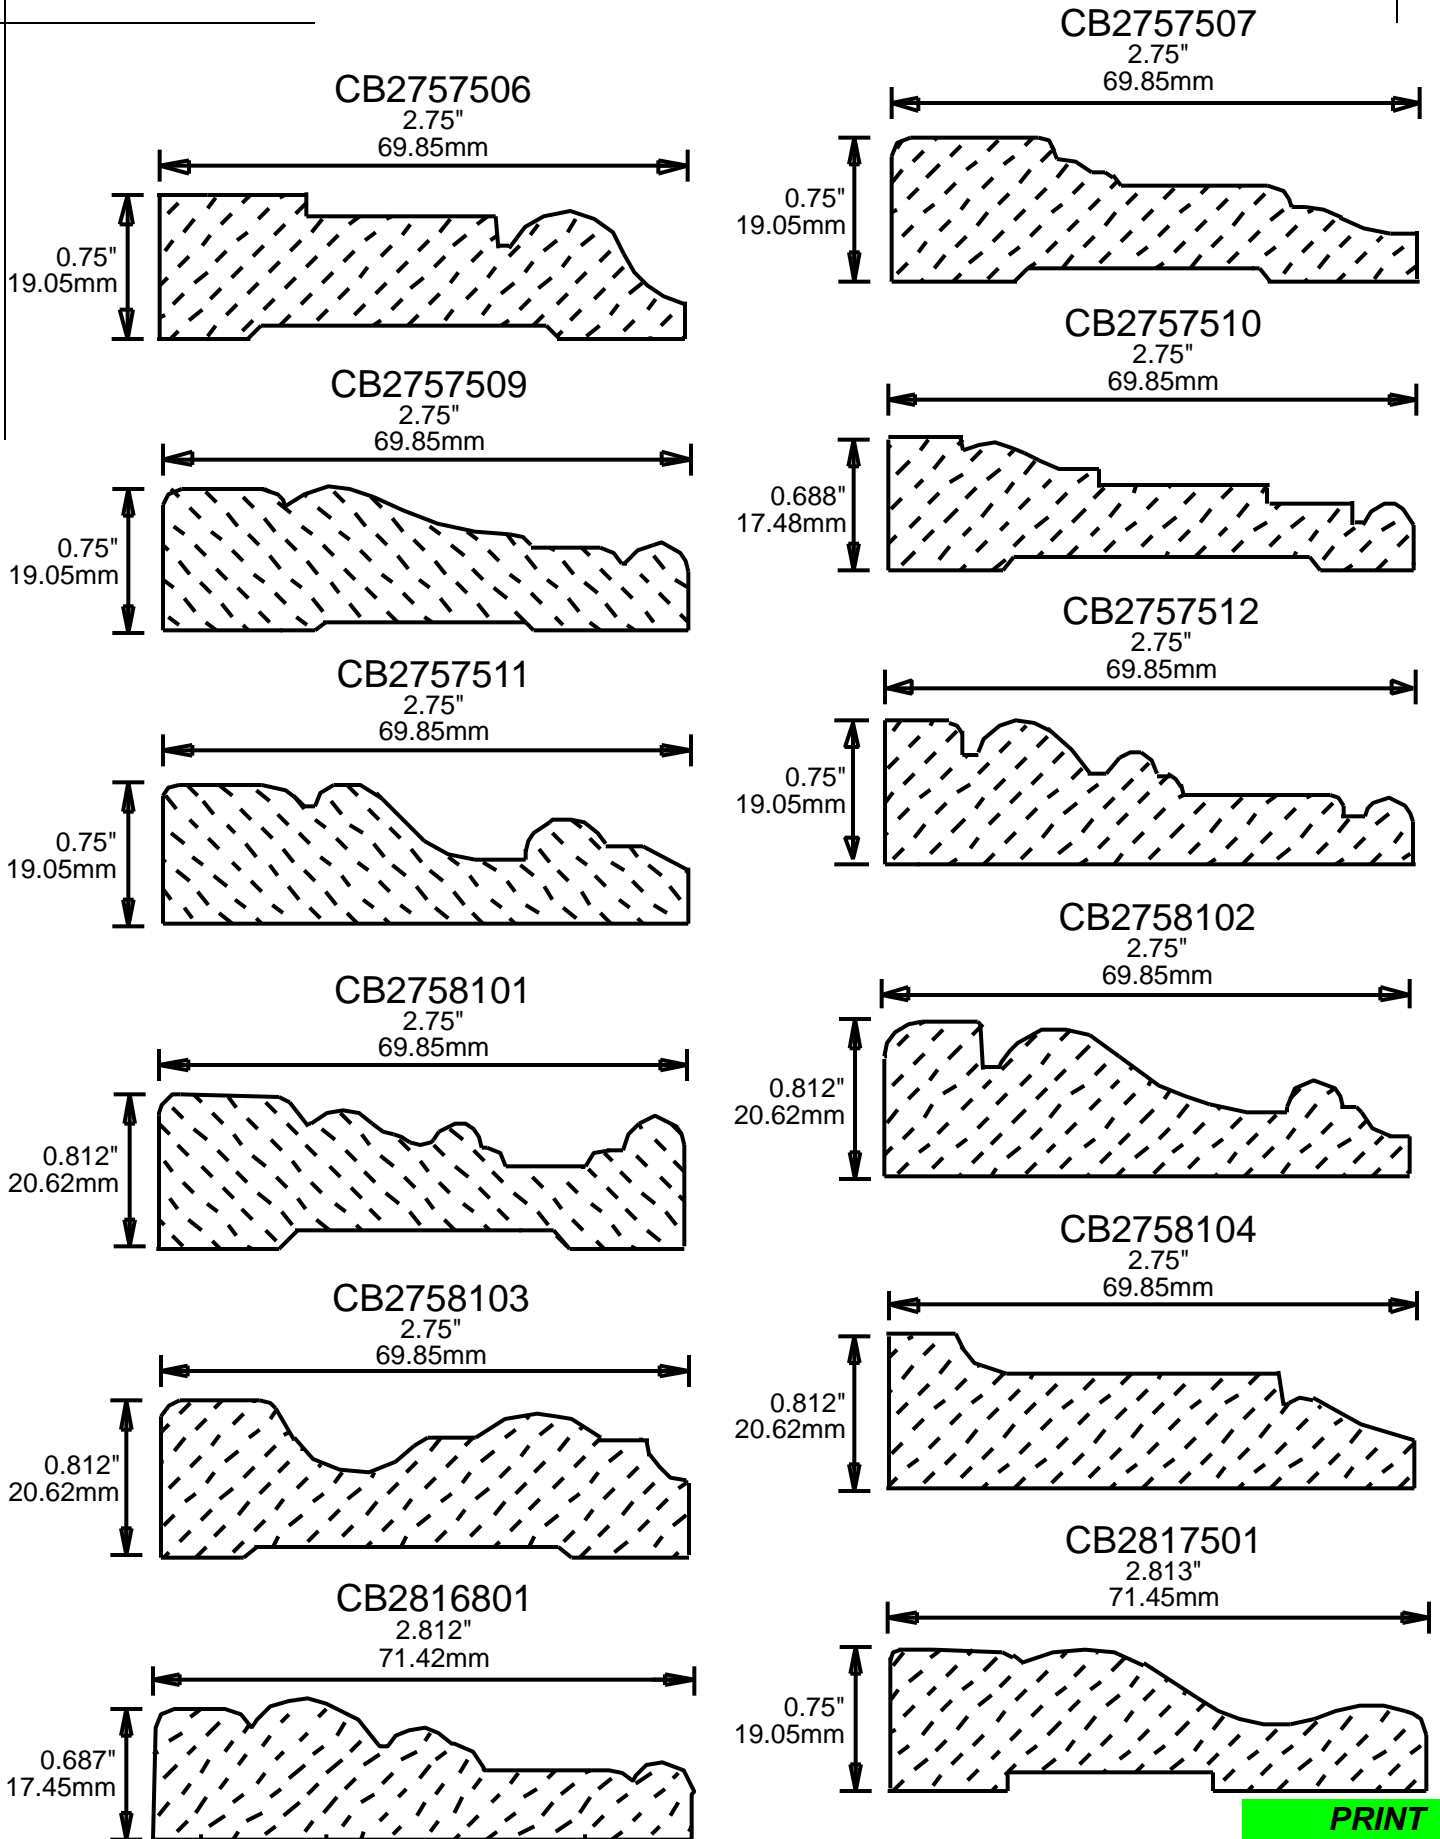 CB2757506
2.75"
69.85mm
0.75"
19.05mm
CB2757507
2.75"
69.85mm
0.75"
19.05mm
CB2757509
2.75"
69.85mm
0.75"
19.05mm
CB2757510
2.75"
69.85mm
0.688"
17.48mm
CB2757511
2.75"
69.85mm
0.75"
19.05mm
CB2757512
2.75"
69.85mm
0.75"
19.05mm
CB2758101
2.75"
69.85mm
0.812"
20.62mm
CB2758102
2.75"
69.85mm
0.812"
20.62mm
CB2758103
2.75"
69.85mm
0.812"
20.62mm
CB2758104
2.75"
69.85mm
0.812"
20.62mm
CB2816801
2.812"
71.42mm
0.687"
17.45mm
CB2817501
2.813"
71.45mm
0.75"
19.05mm
PRINT